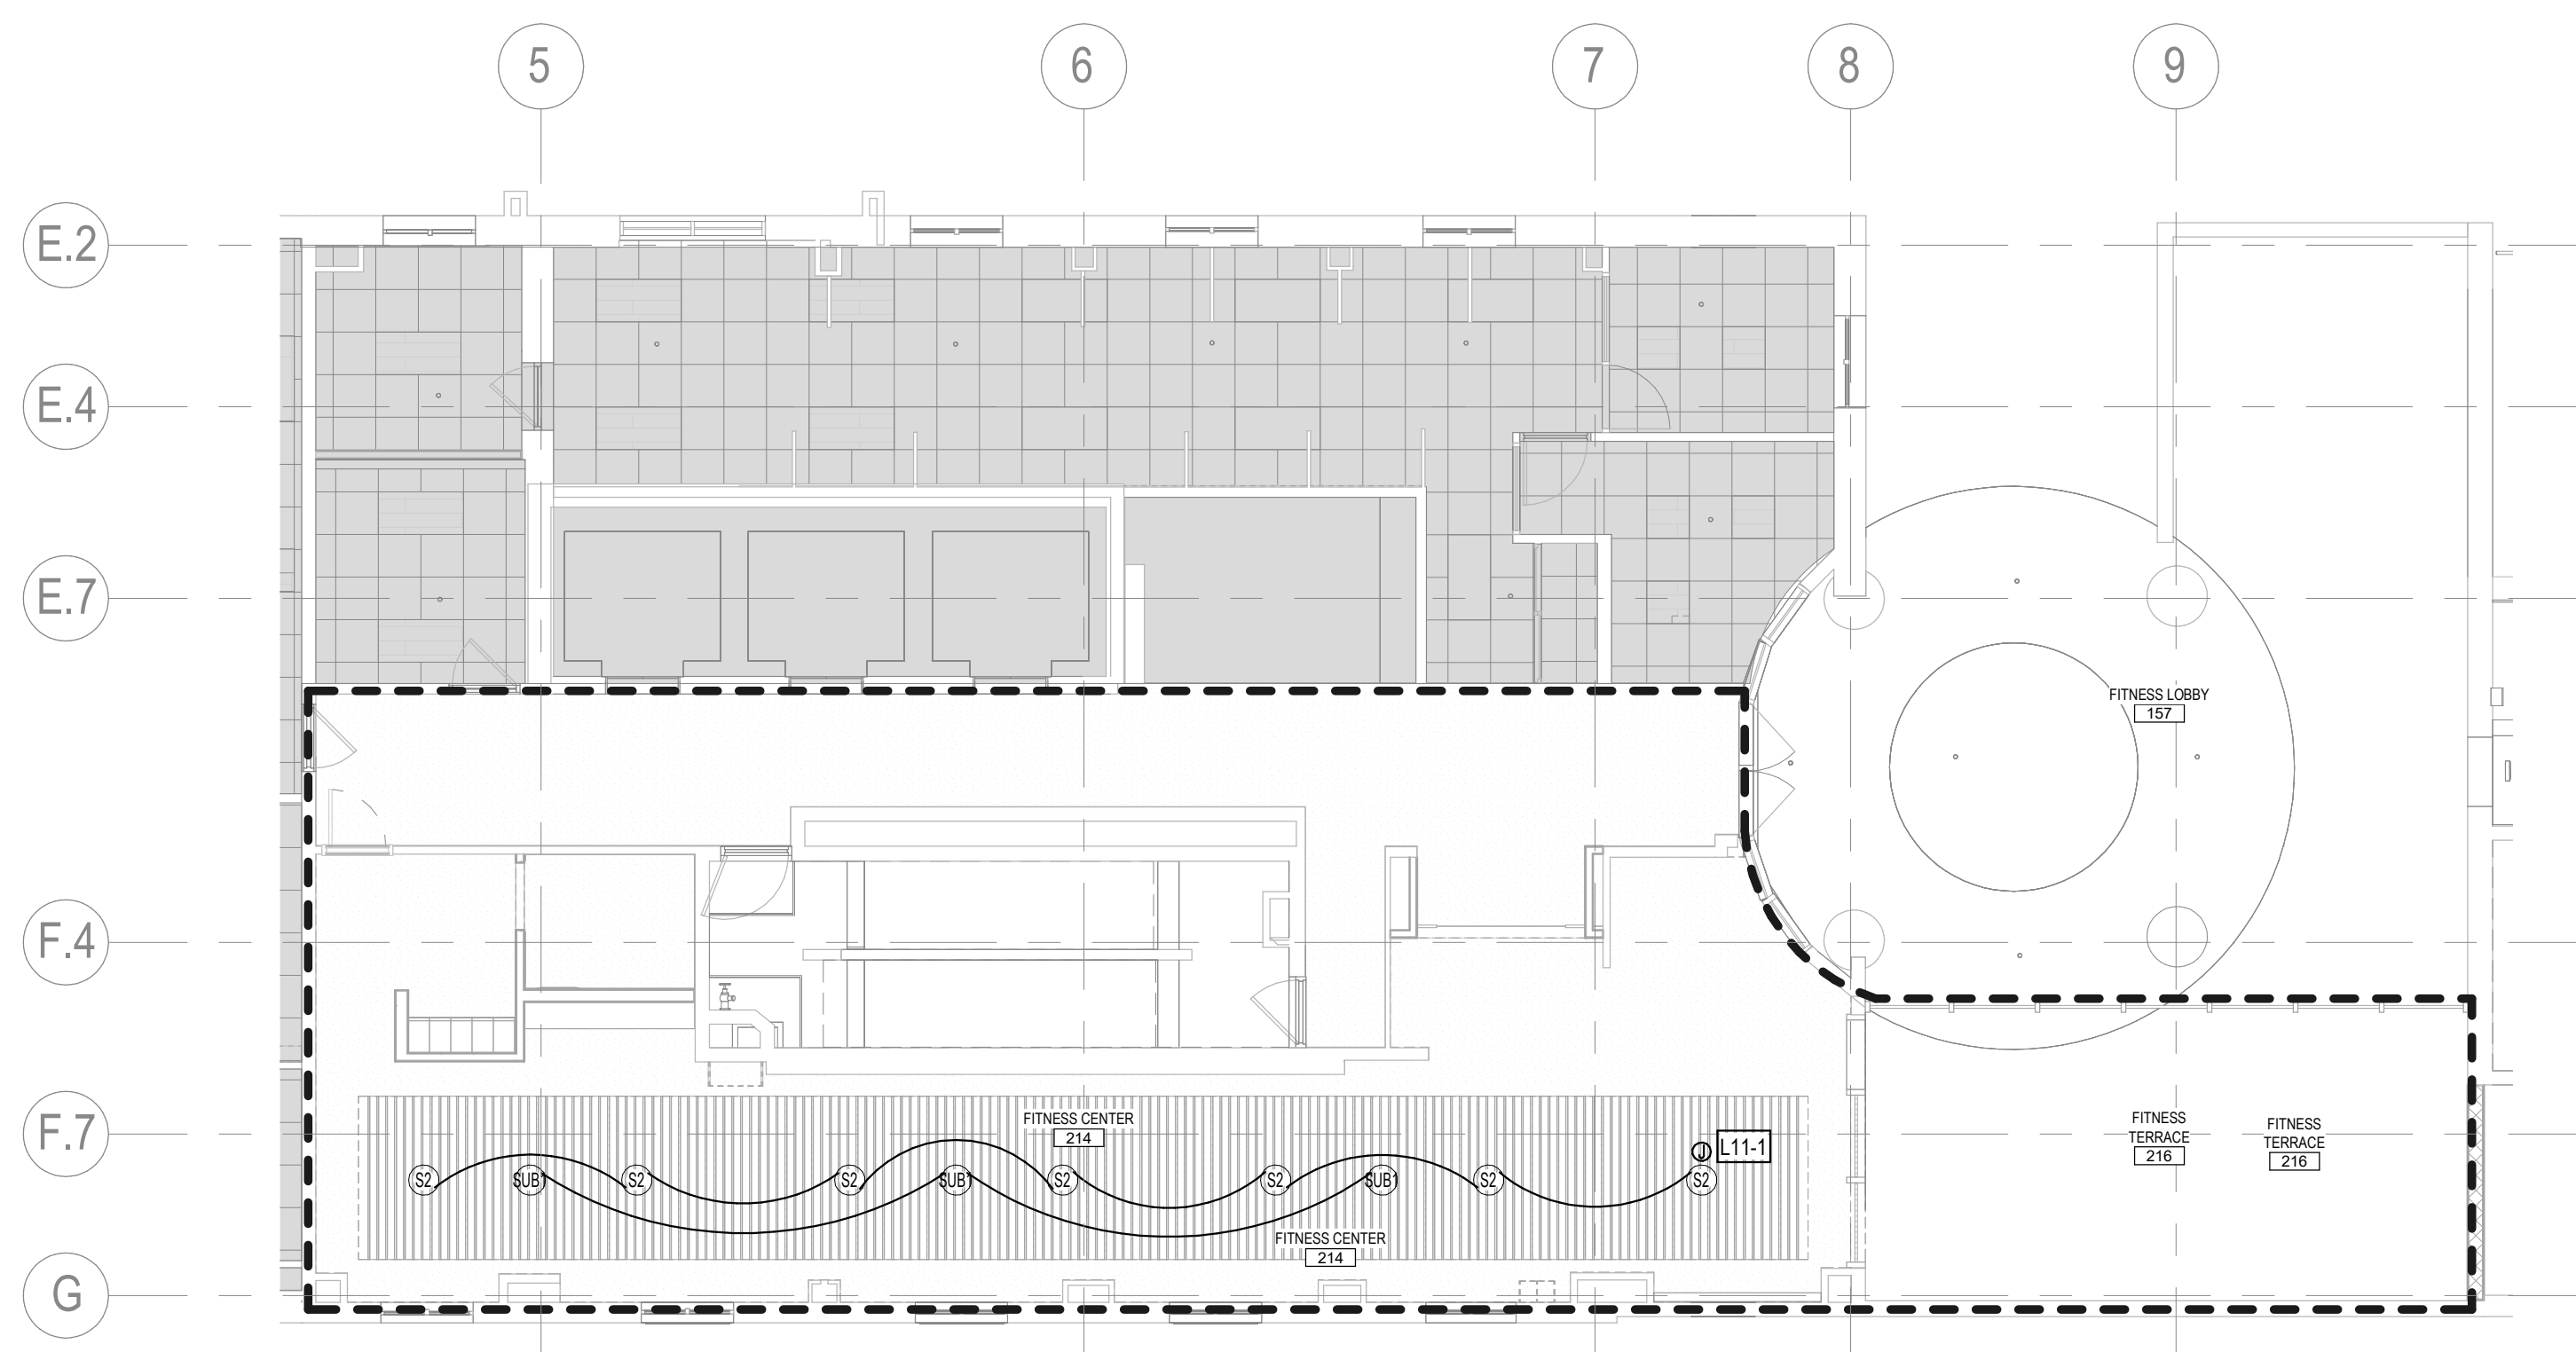 5
6
7
8
9
E.2
E.4
E.7
FITNESS LOBBY
157
F.4
F.7
FITNESS CENTER
214
J
L11-1
FITNESS
TERRACE
216
FITNESS
TERRACE
216
S2
SUB1
S2
S2
SUB1
S2
S2
SUB1
S2
S2
FITNESS CENTER
214
G